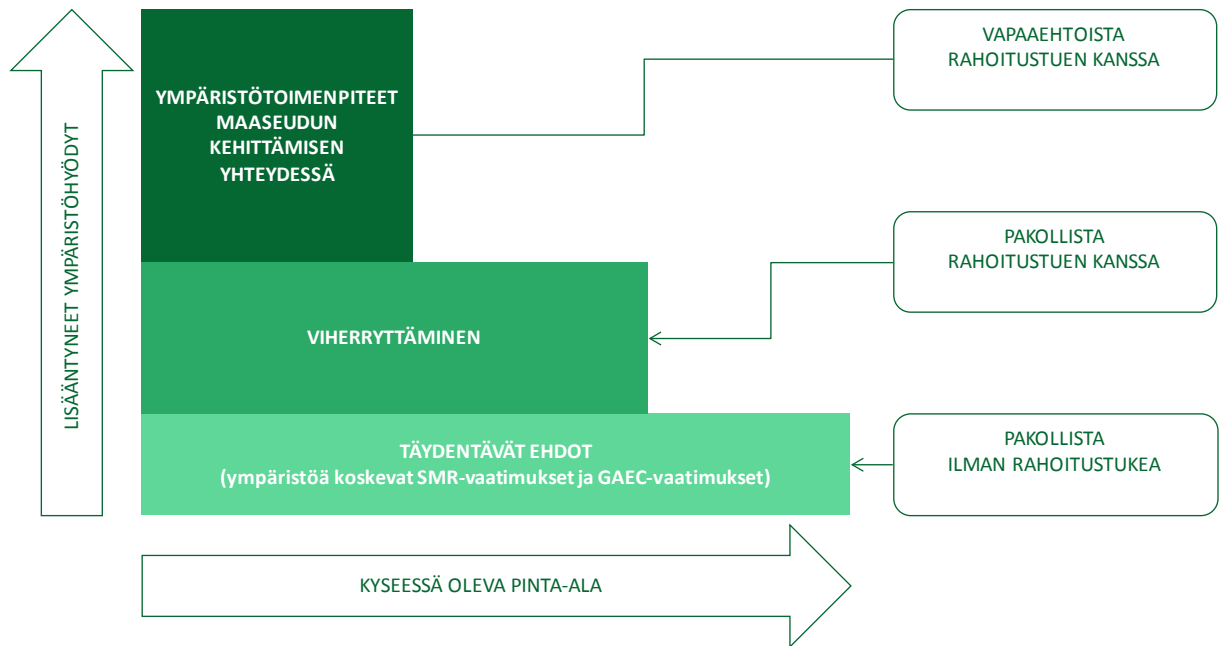 LISÄÄNTYNEET YMPÄRISTÖHYÖDYT
YMPÄRISTÖTOIMENPITEET
MAASEUDUN
KEHITTÄMISEN
YHTEYDESSÄ
VAPAAEHTOISTA
RAHOITUSTUEN KANSSA
VIHERRYTTÄMINEN
PAKOLLISTA
RAHOITUSTUEN KANSSA
TÄYDENTÄVÄT EHDOT
(ympäristöä koskevat SMR-vaatimukset ja GAEC-vaatimukset)
PAKOLLISTA
ILMAN RAHOITUSTUKEA
KYSEESSÄ OLEVA PINTA-ALA